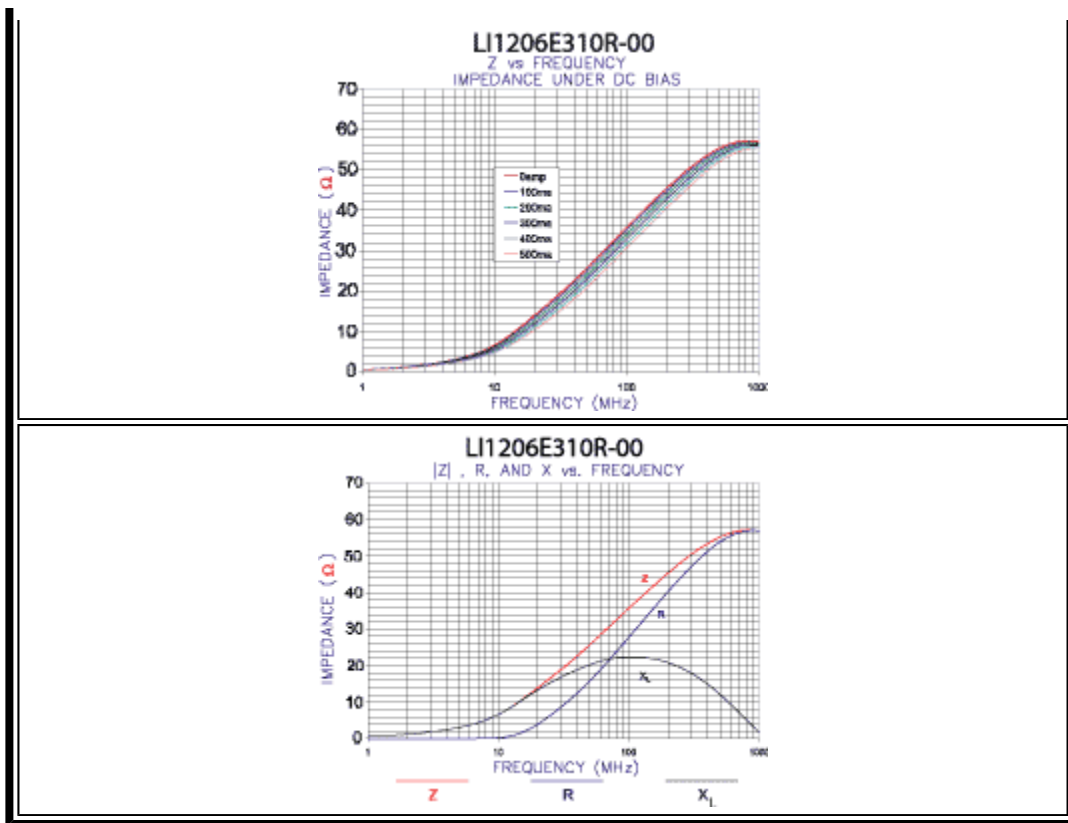 LI1206E310R-00
Z vs FREQUENCY
IMPEDANCE UNDER DC BIAS
IMPEDANCE (Ω)
70
60
50
40
30
20
10
0
100ma
200ma
300ma
400ma
500ma
1
10
100
1000
FREQUENCY (MHz)
LI1206E310R-00
|Z| , R, AND X vs. FREQUENCY
IMPEDANCE (Ω)
70
60
50
40
30
20
10
0
Z
R
XL
1
10
100
1000
FREQUENCY (MHz)
Z
R
XL